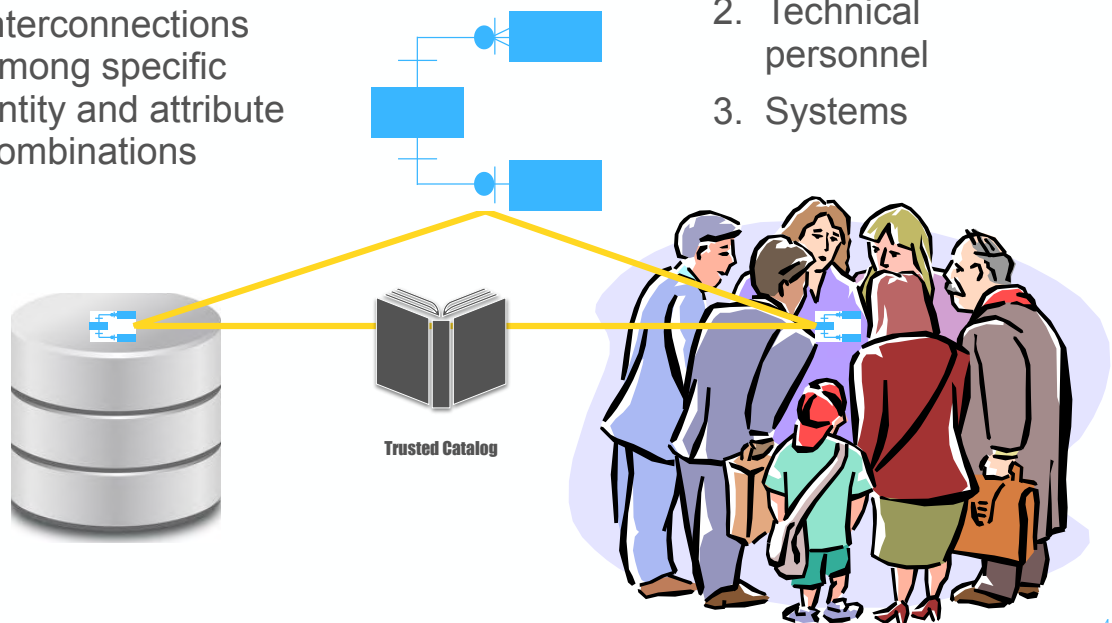 nterconnections
mong specific
ntity and attribute
ombinations
2. Technical
personnel
3. Systems
Trusted Catalog